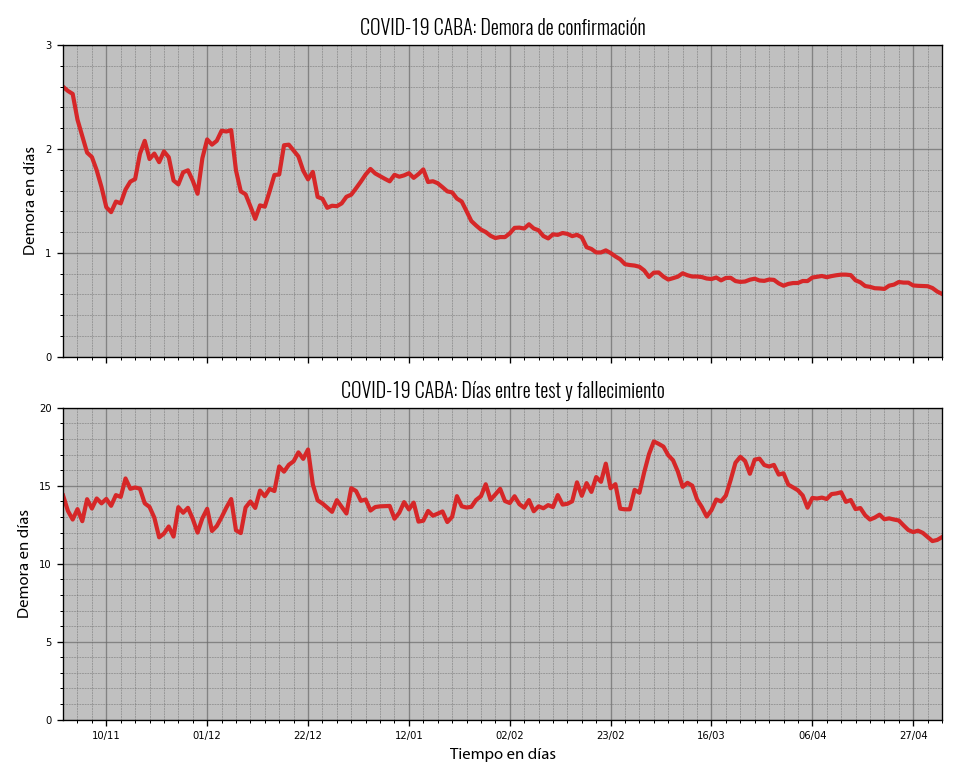 COVID-19 CABA: Demora de confirmación
3
2
1
0
Demora en días
COVID-19 CABA: Días entre test y fallecimiento
20
15
10
5
0
Demora en días
10/11 01/12 22/12 12/01 02/02 23/02 16/03 06/04 27/04
Tiempo en días